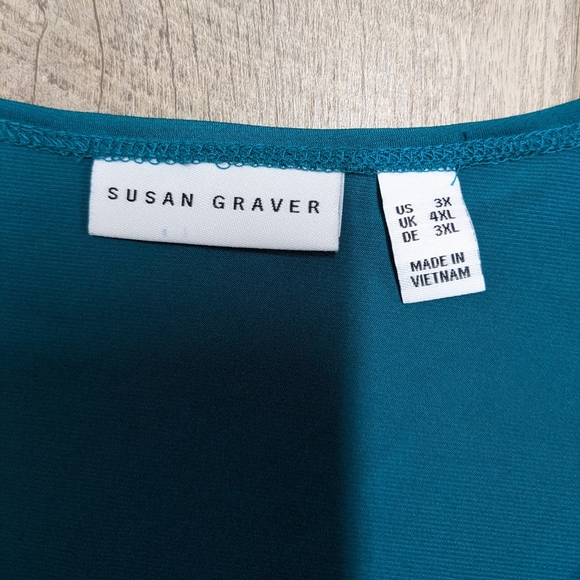 SUSAN GRAVER
US 3X
UK 4XL
DE 3XL
MADE IN
VIETNAM